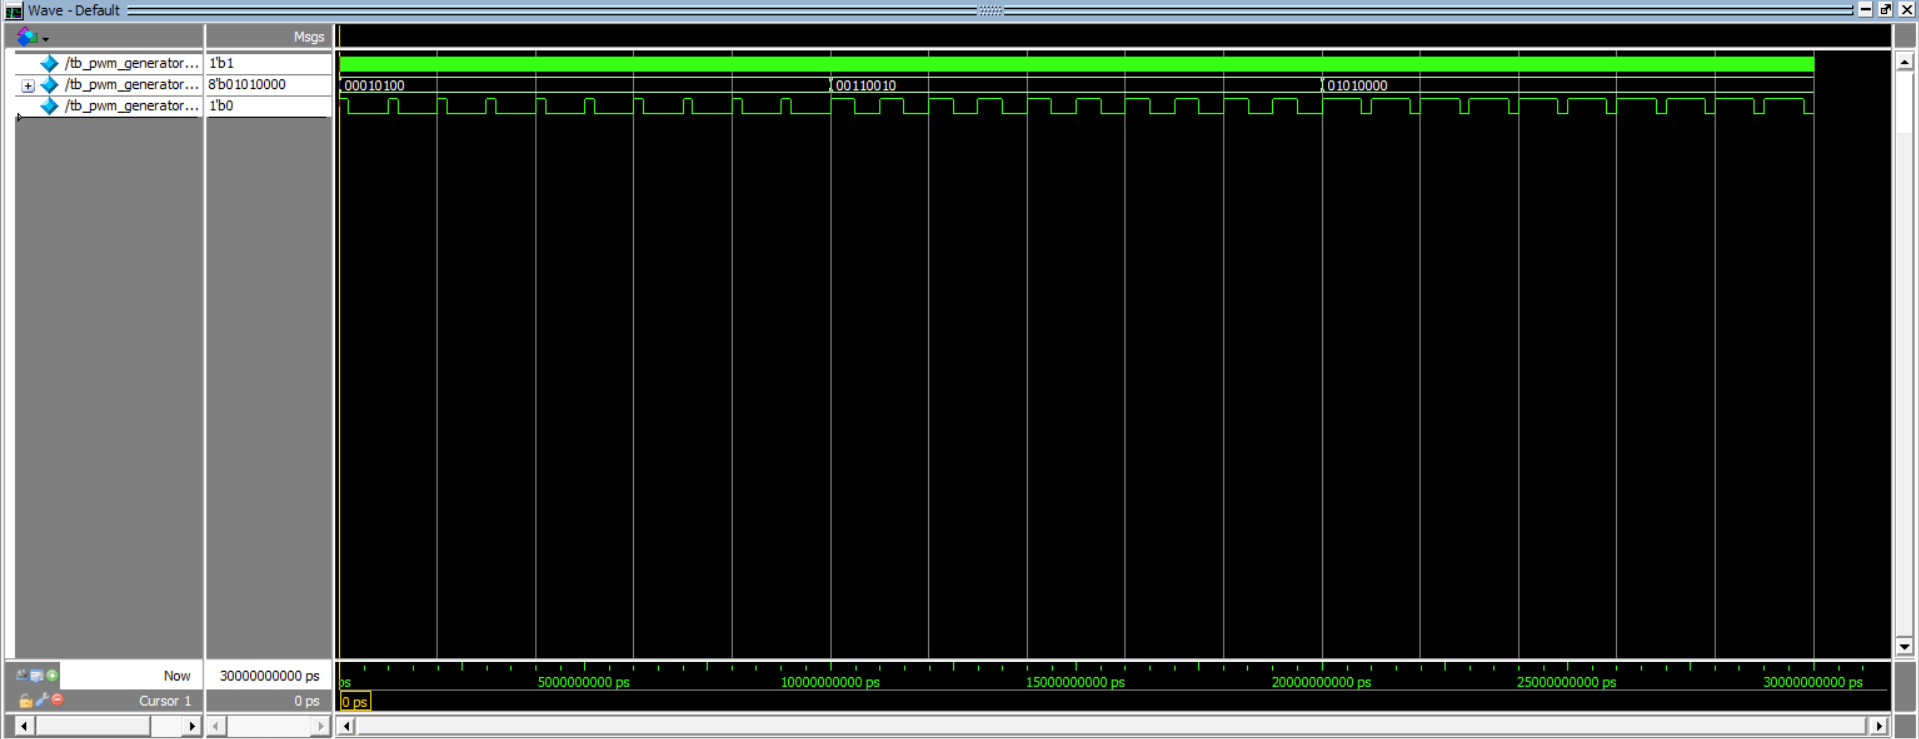 Wave - Default
Msgs
/tb_pwm_generator... 1'b1
/tb_pwm_generator... 8'b01010000 00010100 00110010 01010000
/tb_pwm_generator... 1'b0
Now 30000000000 ps ps 5000000000 ps 10000000000 ps 15000000000 ps 20000000000 ps 25000000000 ps 30000000000 ps
Cursor 1 0 ps 0 ps